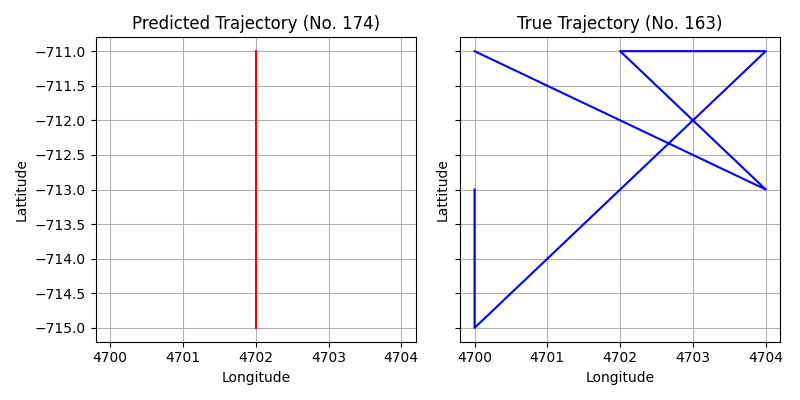 Predicted Trajectory (No. 174)
−711.0
−711.5
−712.0
−712.5
−713.0
−713.5
−714.0
−714.5
−715.0
Lattitude
4700 4701 4702 4703 4704
Longitude
True Trajectory (No. 163)
Lattitude
4700 4701 4702 4703 4704
Longitude